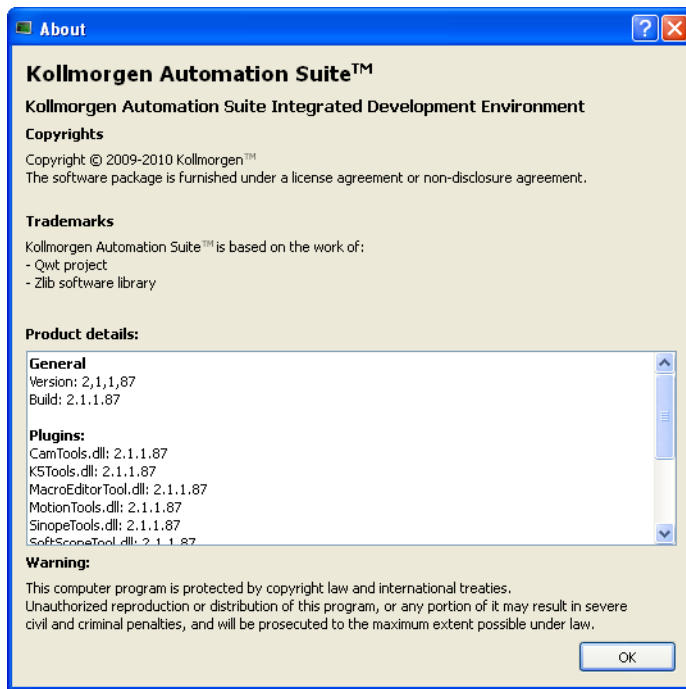 About
Kollmorgen Automation Suite™
Kollmorgen Automation Suite Integrated Development Environment
Copyrights
Copyright © 2009-2010 Kollmorgen™
The software package is furnished under a license agreement or non-disclosure agreement.
Trademarks
Kollmorgen Automation Suite™ is based on the work of:
- Qwt project
- Zlib software library
Product details:
General
Version: 2,1,1,87
Build: 2.1.1.87
Plugins:
CamTools.dll: 2.1.1.87
K5Tools.dll: 2.1.1.87
MacroEditorTool.dll: 2.1.1.87
MotionTools.dll: 2.1.1.87
SinopeTools.dll: 2.1.1.87
SoftScopeTool.dll: 2.1.1.87
Warning:
This computer program is protected by copyright law and international treaties.
Unauthorized reproduction or distribution of this program, or any portion of it may result in severe
civil and criminal penalties, and will be prosecuted to the maximum extent possible under law.
OK